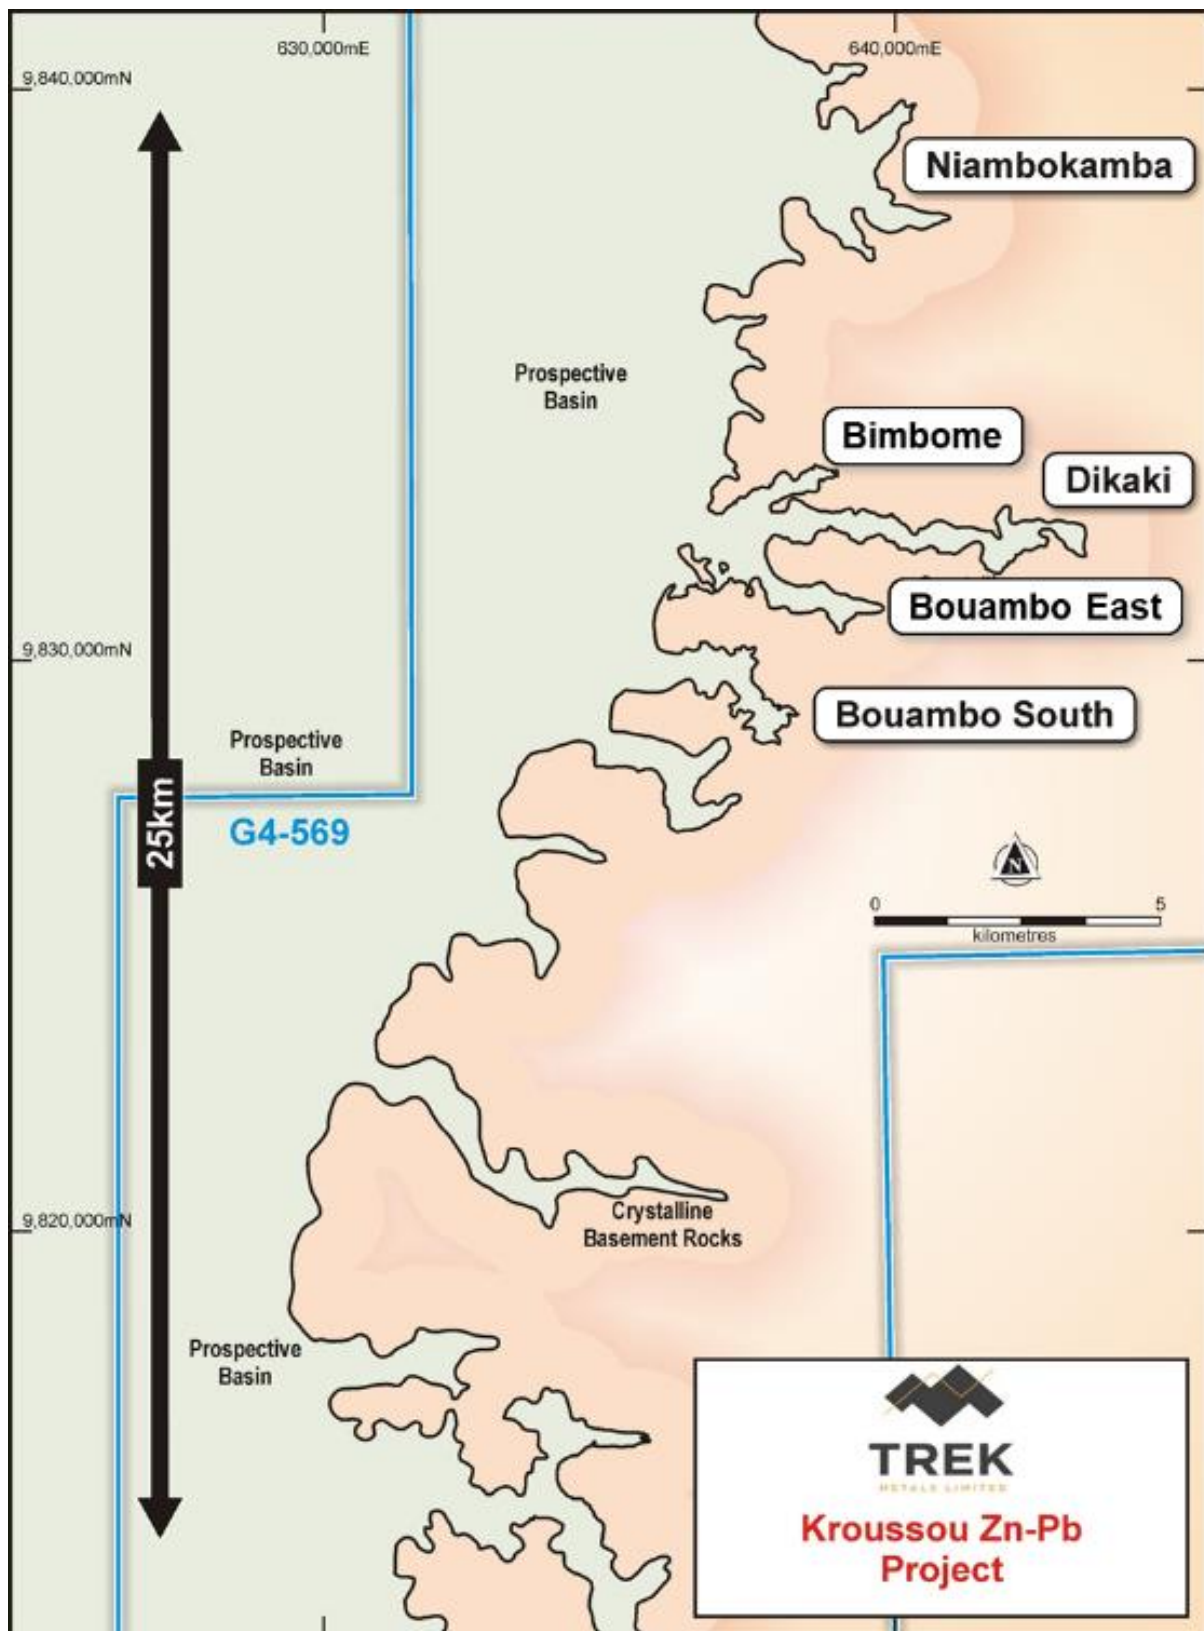 630,000mE
640,000mE
9,840,000mN
Niambokamba
Prospective
Basin
Bimbome
Dikaki
Bouambo East
9,830,000mN
Bouambo South
Prospective
Basin
25km
G4-569
N
0
5
kilometres
Crystalline
Basement Rocks
9,820,000mN
Prospective
Basin
TREK
METALS LIMITED
Kroussou Zn-Pb
Project